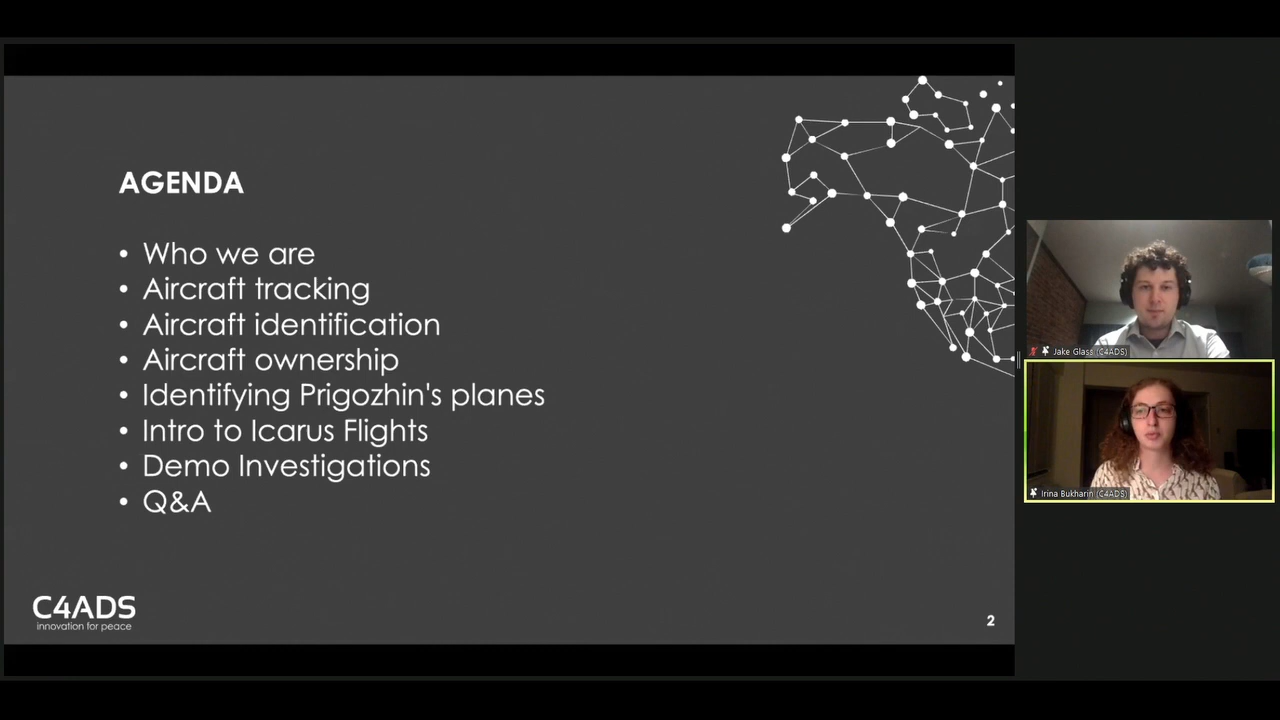 AGENDA
• Who we are
• Aircraft tracking
• Aircraft identification
• Aircraft ownership
• Identifying Prigozhin's planes
• Intro to Icarus Flights
• Demo Investigations
• Q&A
C4ADS
innovation for peace
2
Jake Glass (C4ADS)
Irina Bukharin (C4ADS)